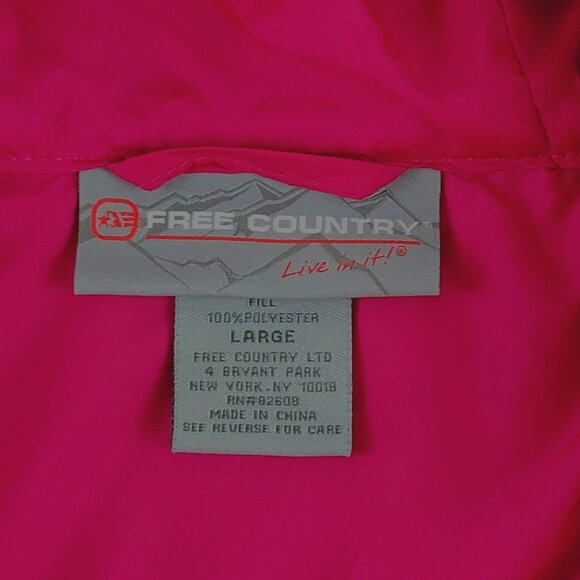 FREE COUNTRY®
Live in it!®
FILL
100%POLYESTER
LARGE
FREE COUNTRY LTD
4 BRYANT PARK
NEW YORK.NY 10018
RN#82608
MADE IN CHINA
SEE REVERSE FOR CARE